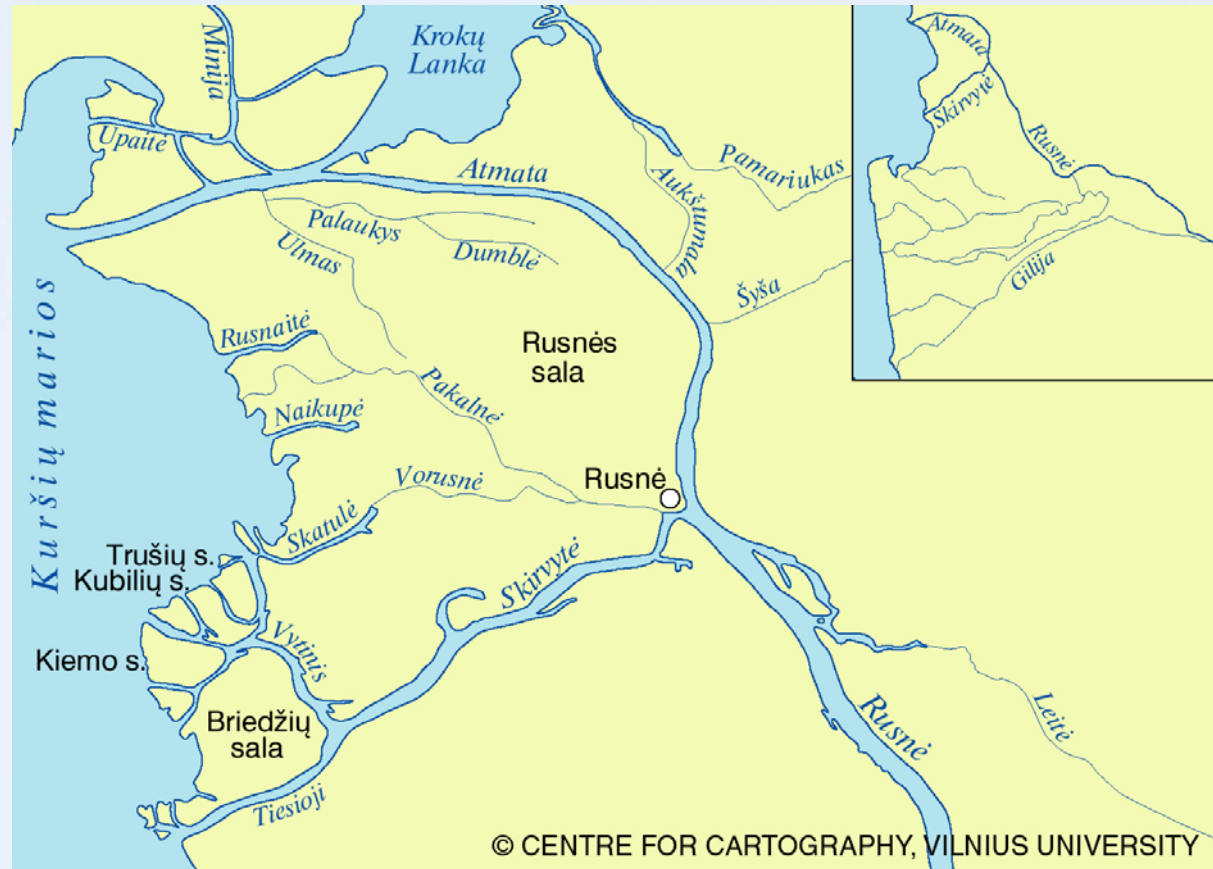 Minija
Krokų
Lanka
Upaitė
Atmata
Pamariukas
Aukštumala
Palaukys
Ulmas
Dumblė
Šyša
Kuršių marios
Rusnaitė
Rusnės
sala
Pakalnė
Naikupė
Vorusnė
Rusnė
Skatulė
Trušių s.
Kubilių s.
Skirvytė
Vytinis
Kiemo s.
Briedžių
sala
Tiesioji
Rusnė
Leitė
Atmata
Skirvytė
Rusnė
Gilija
© CENTRE FOR CARTOGRAPHY, VILNIUS UNIVERSITY